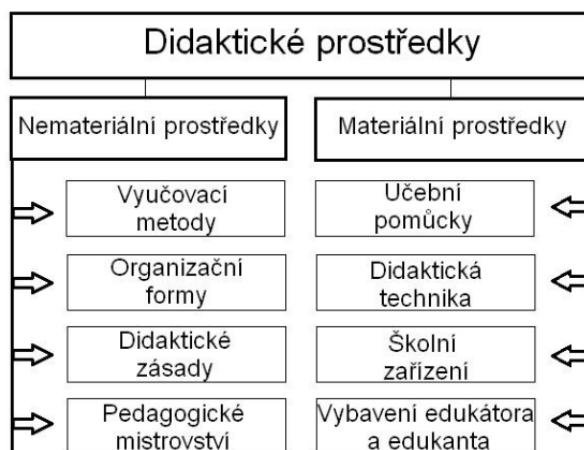 Didaktické prostředky
Nemateriální prostředky
Materiální prostředky
Vyučovací
metody
Učební
pomůcky
Organizační
formy
Didaktická
technika
Didaktické
zásady
Školní
zařízení
Pedagogické
mistrovství
Vybavení edukátora
a edukanta